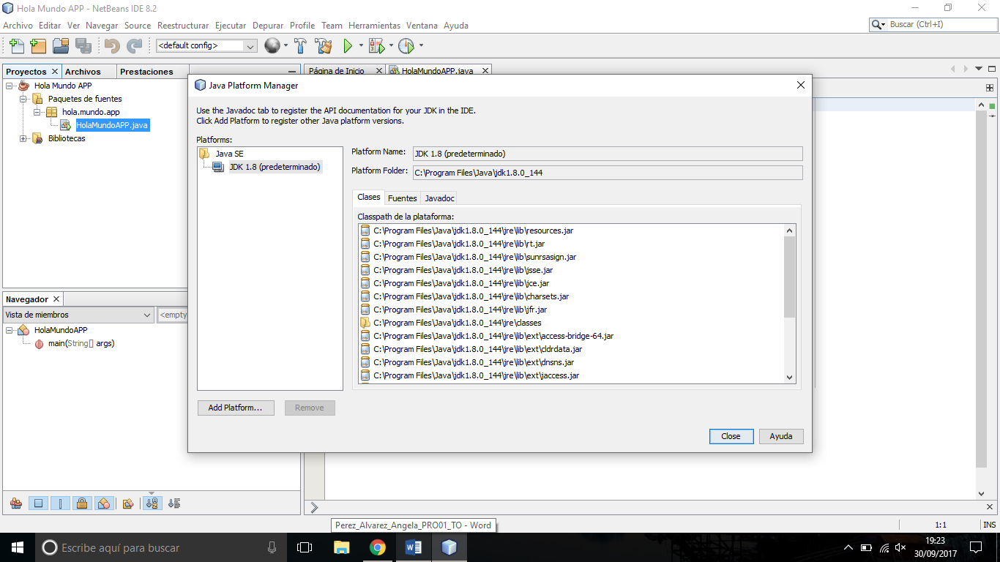 Hola Mundo APP - NetBeans IDE 8.2
Archivo Editar Ver Navegar Source Reestructurar Ejecutar Depurar Profile Team Herramientas Ventana Ayuda
Buscar (Ctrl+I)
<default config>
Proyectos Archivos Prestaciones
Página de Inicio HolaMundoAPP.java
Hola Mundo APP
Paquetes de fuentes
hola.mundo.app
HolaMundoAPP.java
Bibliotecas
Java Platform Manager
Use the Javadoc tab to register the API documentation for your JDK in the IDE.
Click Add Platform to register other Java platform versions.
Platforms:
Java SE
JDK 1.8 (predeterminado)
Platform Name: JDK 1.8 (predeterminado)
Platform Folder: C:\Program Files\Java\jdk1.8.0_144
Clases Fuentes Javadoc
Classpath de la plataforma:
C:\Program Files\Java\jdk1.8.0_144\jre\lib\resources.jar
C:\Program Files\Java\jdk1.8.0_144\jre\lib\rt.jar
C:\Program Files\Java\jdk1.8.0_144\jre\lib\sunrsasign.jar
C:\Program Files\Java\jdk1.8.0_144\jre\lib\jsse.jar
C:\Program Files\Java\jdk1.8.0_144\jre\lib\jce.jar
C:\Program Files\Java\jdk1.8.0_144\jre\lib\charsets.jar
C:\Program Files\Java\jdk1.8.0_144\jre\lib\jfr.jar
C:\Program Files\Java\jdk1.8.0_144\jre\classes
C:\Program Files\Java\jdk1.8.0_144\jre\lib\ext\access-bridge-64.jar
C:\Program Files\Java\jdk1.8.0_144\jre\lib\ext\cldrdata.jar
C:\Program Files\Java\jdk1.8.0_144\jre\lib\ext\dnsns.jar
C:\Program Files\Java\jdk1.8.0_144\jre\lib\ext\jaccess.jar
Add Platform... Remove
Close Ayuda
Navegador
Vista de miembros <empty
HolaMundoAPP
main(String[] args)
Perez_Alvarez_Angela_PRO01_TO - Word
1:1 INS
Escribe aquí para buscar
19:23
30/09/2017